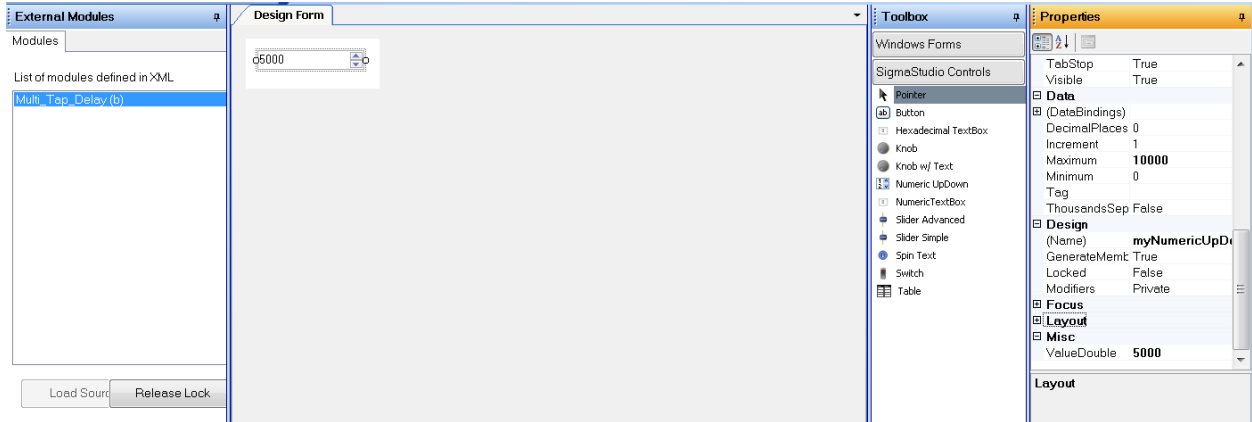 External Modules
Modules
List of modules defined in XML
Multi_Tap_Delay (b)
Load Sourc
Release Lock
Design Form
5000
Toolbox
Windows Forms
SigmaStudio Controls
Pointer
ab Button
Hexadecimal TextBox
Knob
Knob w/ Text
Numeric UpDown
NumericTextBox
Slider Advanced
Slider Simple
Spin Text
Switch
Table
Properties
TabStop True
Visible True
Data
(DataBindings)
DecimalPlaces 0
Increment 1
Maximum 10000
Minimum 0
Tag
ThousandsSep False
Design
(Name) myNumericUpD
GenerateMemb True
Locked False
Modifiers Private
Focus
Layout
Misc
ValueDouble 5000
Layout